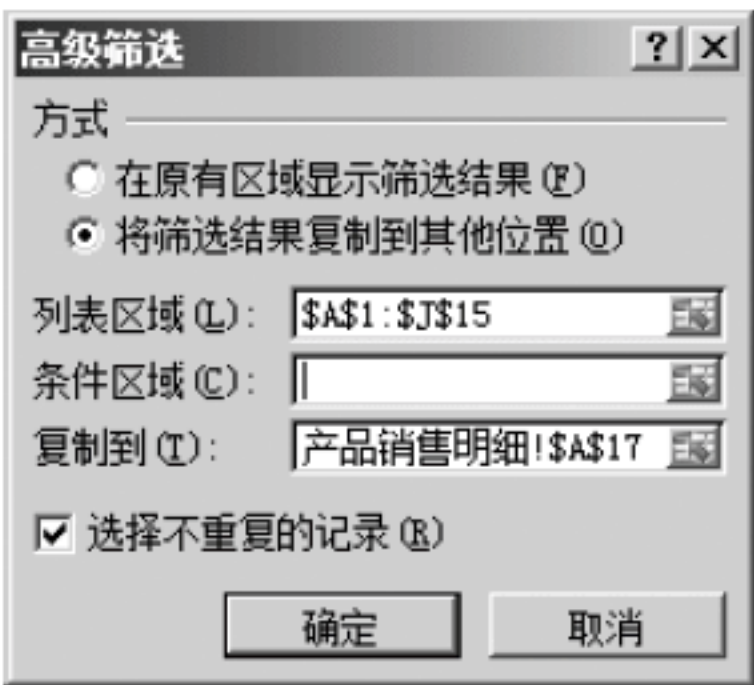 高级筛选
方式
在原有区域显示筛选结果(F)
将筛选结果复制到其他位置(O)
列表区域(L): $A$1:$J$15
条件区域(C):
复制到(T): 产品销售明细!$A$17
选择不重复的记录(R)
确定 取消